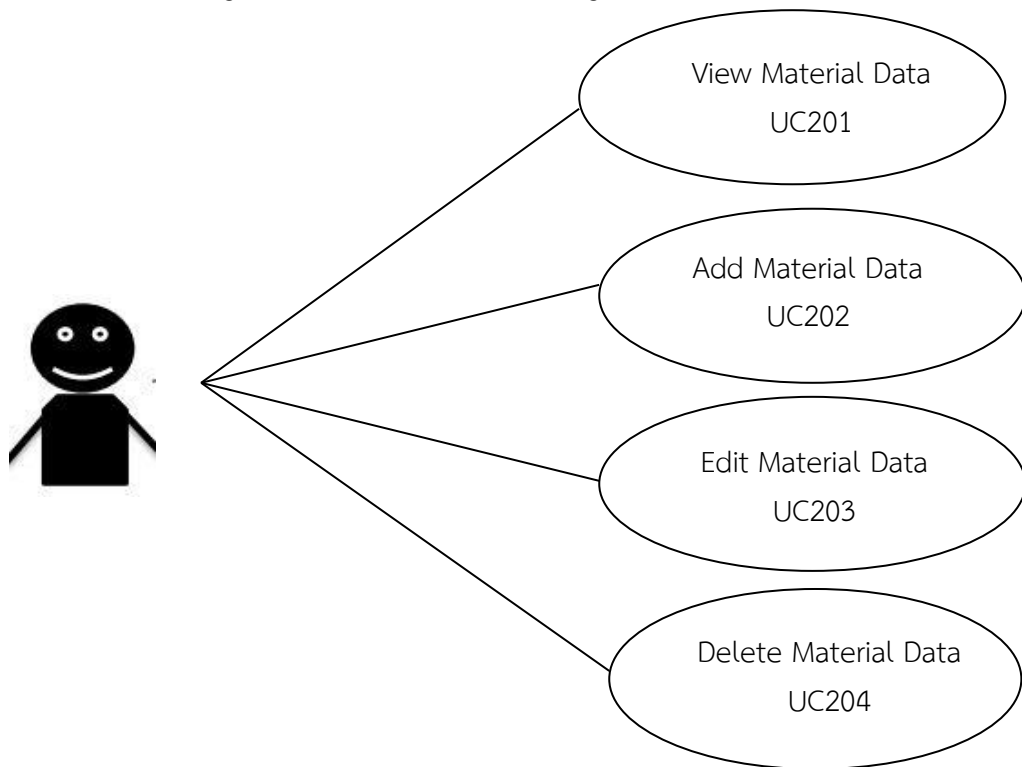 View Material Data
UC201
Add Material Data
UC202
Edit Material Data
UC203
Delete Material Data
UC204